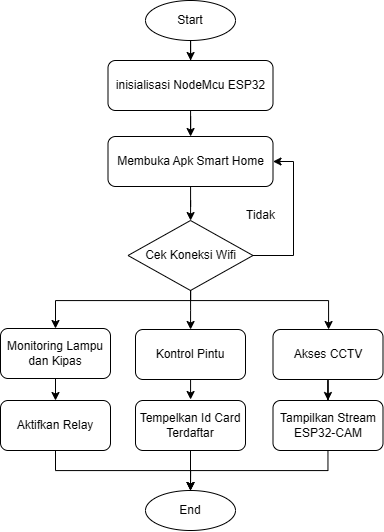 Start
inisialisasi NodeMcu ESP32
Membuka Apk Smart Home
Tidak
Cek Koneksi Wifi
Monitoring Lampu
dan Kipas
Kontrol Pintu
Akses CCTV
Aktifkan Relay
Tempelkan Id Card
Terdaftar
Tampilkan Stream
ESP32-CAM
End